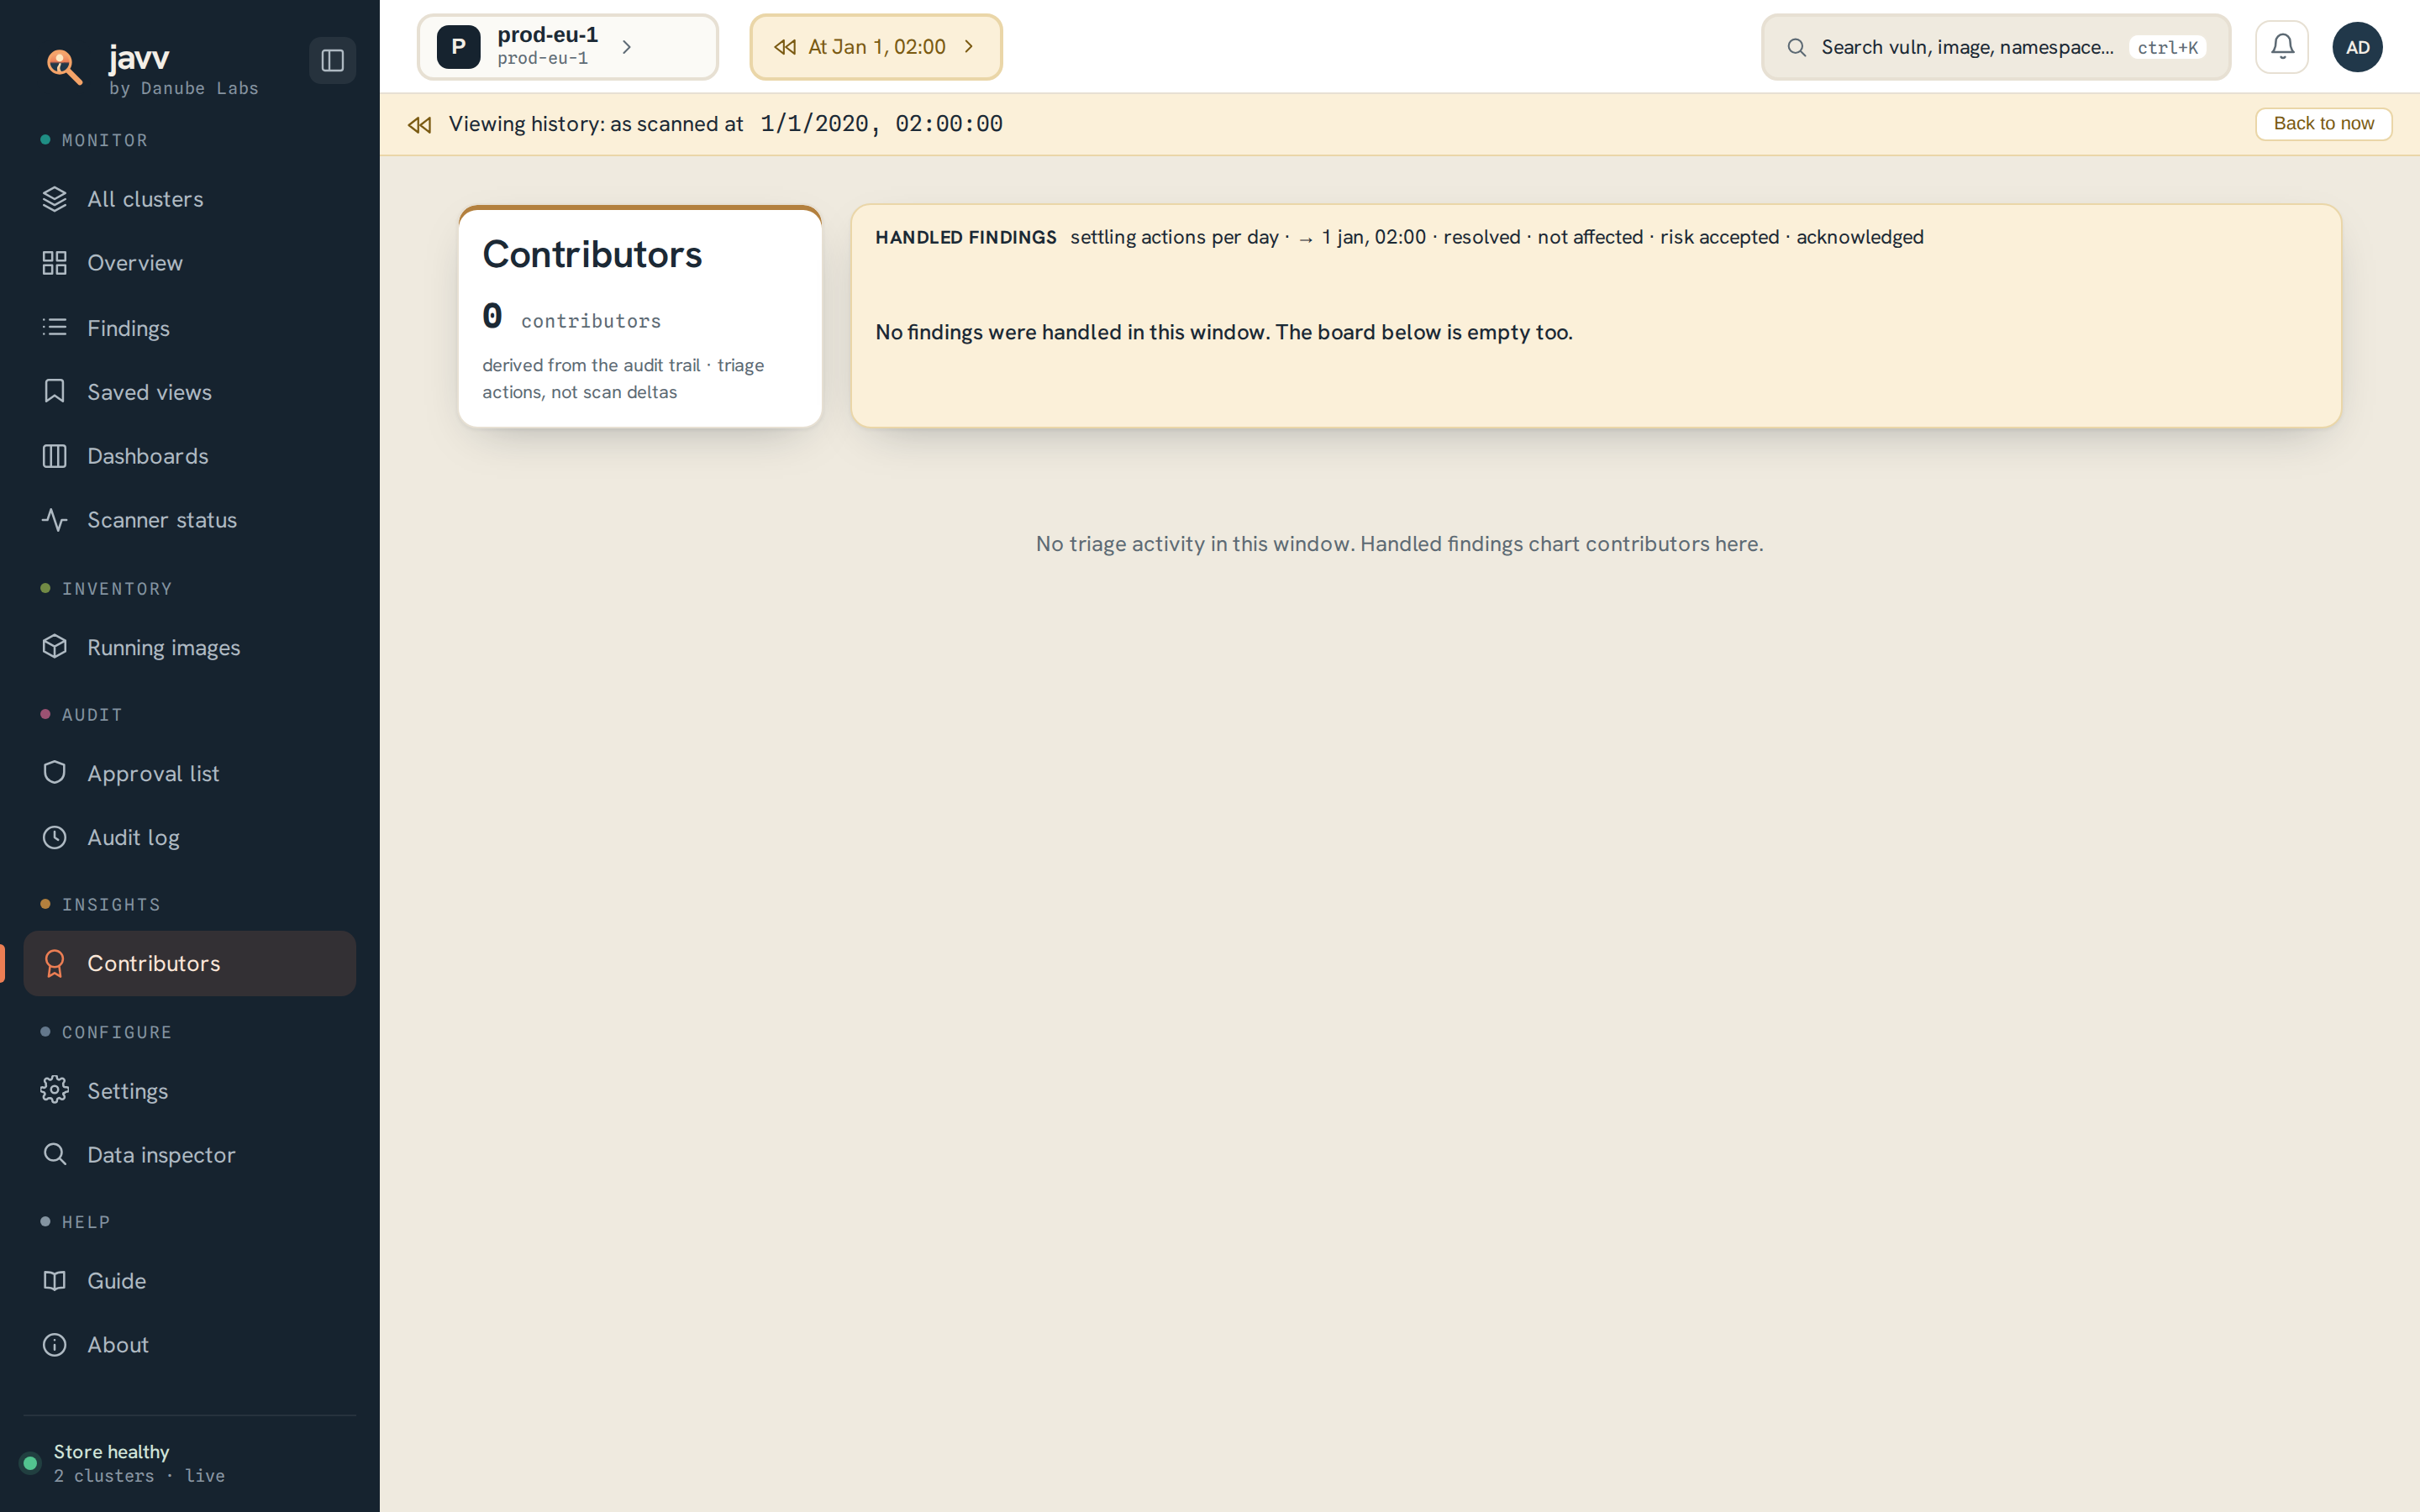 javv
by Danube Labs
MONITOR
All clusters
Overview
Findings
Saved views
Dashboards
Scanner status
INVENTORY
Running images
AUDIT
Approval list
Audit log
INSIGHTS
Contributors
CONFIGURE
Settings
Data inspector
HELP
Guide
About
Store healthy
2 clusters · live
P
prod-eu-1
prod-eu-1
At Jan 1, 02:00
Search vuln, image, namespace... ctrl+K
AD
Viewing history: as scanned at 1/1/2020, 02:00:00
Back to now
Contributors
0 contributors
derived from the audit trail · triage
actions, not scan deltas
HANDLED FINDINGS settling actions per day · → 1 jan, 02:00 · resolved · not affected · risk accepted · acknowledged
No findings were handled in this window. The board below is empty too.
No triage activity in this window. Handled findings chart contributors here.